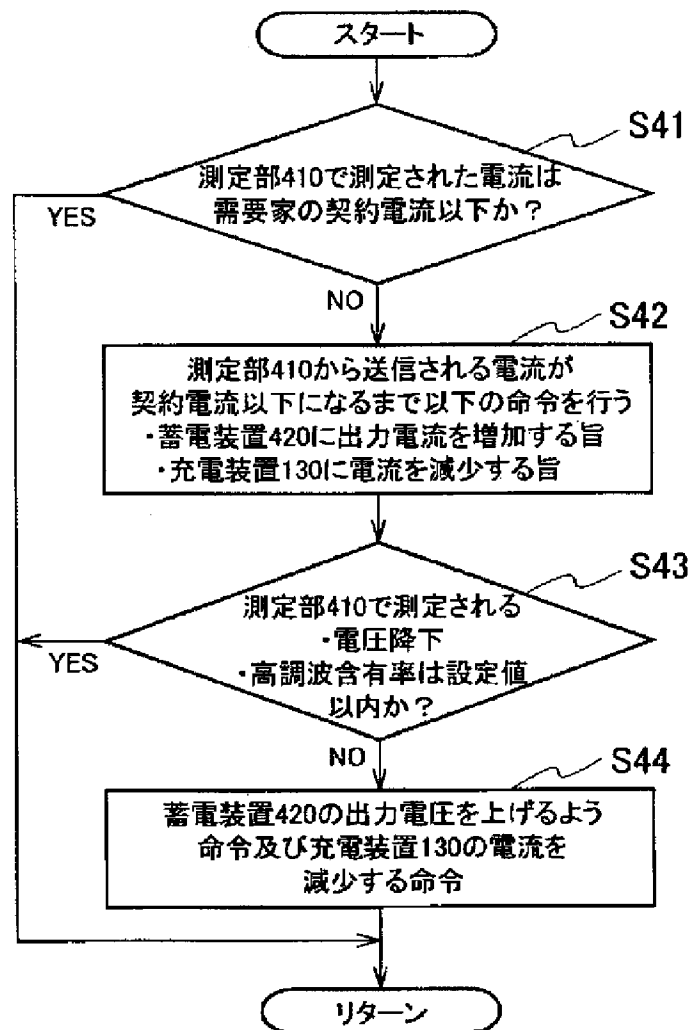 スタート
S41
測定部410で測定された電流は
需要家の契約電流以下か？
YES
NO
S42
測定部410から送信される電流が
契約電流以下になるまで以下の命令を行う
・蓄電装置420に出力電流を増加する旨
・充電装置130に電流を減少する旨
S43
測定部410で測定される
・電圧降下
・高調波含有率は設定値
以内か？
YES
NO
S44
蓄電装置420の出力電圧を上げるよう
命令及び充電装置130の電流を
減少する命令
リターン